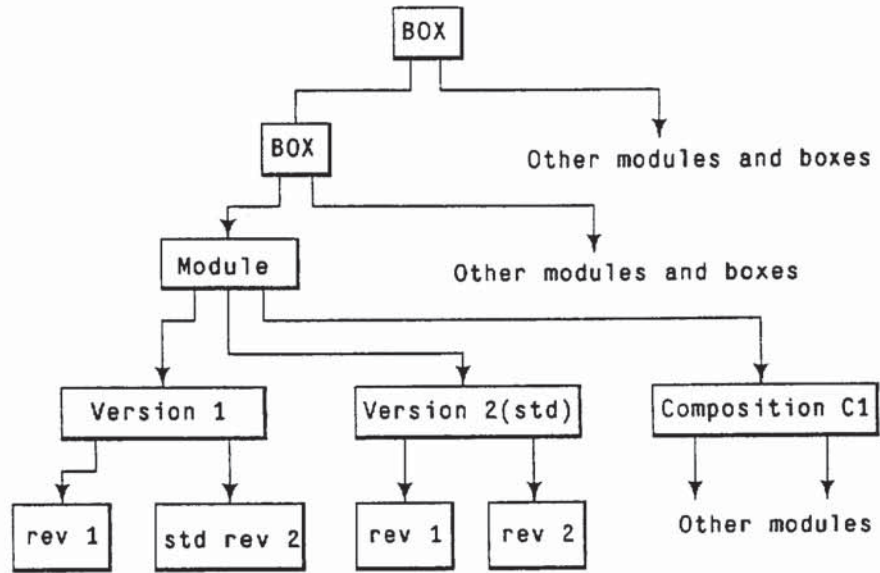 BOX
BOX
Other modules and boxes
Module
Other modules and boxes
Version 1
Version 2(std)
Composition C1
rev 1
std rev 2
rev 1
rev 2
Other modules